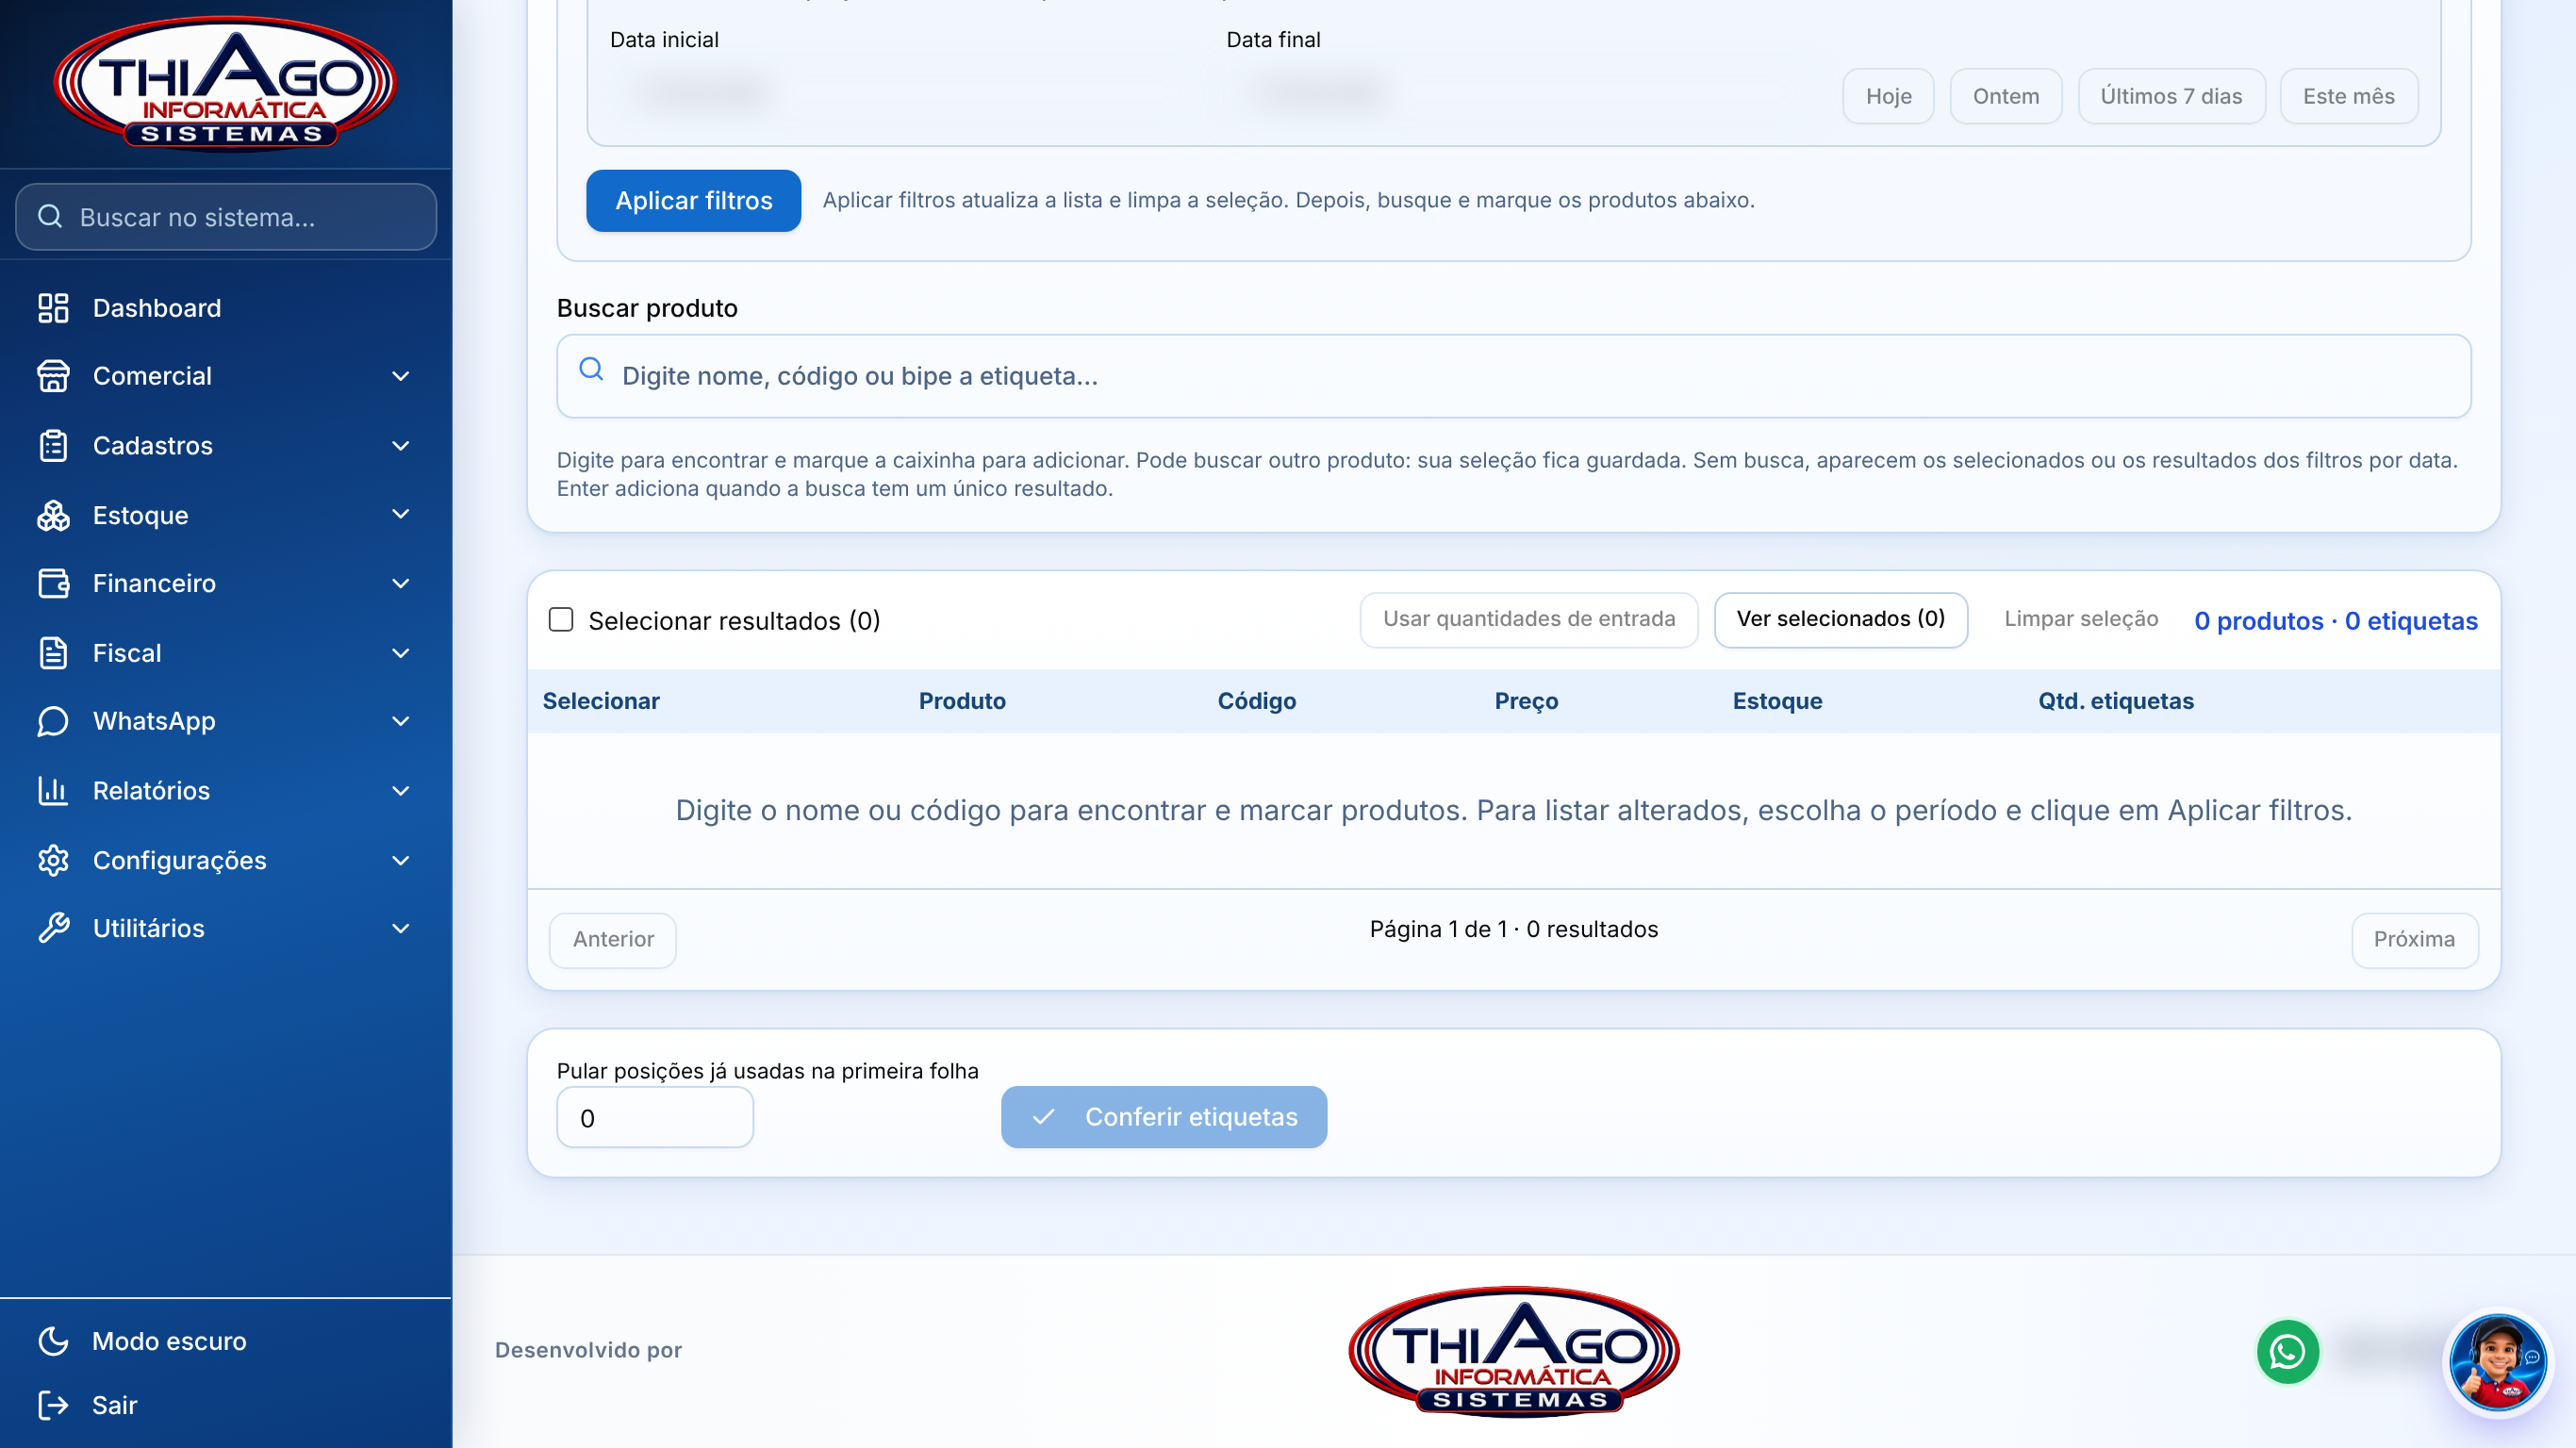 THIAGO
INFORMÁTICA
SISTEMAS
Buscar no sistema...
Dashboard
Comercial
Cadastros
Estoque
Financeiro
Fiscal
WhatsApp
Relatórios
Configurações
Utilitários
Modo escuro
Sair
Data inicial
Data final
Hoje
Ontem
Últimos 7 dias
Este mês
Aplicar filtros
Aplicar filtros atualiza a lista e limpa a seleção. Depois, busque e marque os produtos abaixo.
Buscar produto
Digite nome, código ou bipe a etiqueta...
Digite para encontrar e marque a caixinha para adicionar. Pode buscar outro produto: sua seleção fica guardada. Sem busca, aparecem os selecionados ou os resultados dos filtros por data.
Enter adiciona quando a busca tem um único resultado.
Selecionar resultados (0)
Usar quantidades de entrada
Ver selecionados (0)
Limpar seleção
0 produtos · 0 etiquetas
Selecionar
Produto
Código
Preço
Estoque
Qtd. etiquetas
Digite o nome ou código para encontrar e marcar produtos. Para listar alterados, escolha o período e clique em Aplicar filtros.
Anterior
Página 1 de 1 · 0 resultados
Próxima
Pular posições já usadas na primeira folha
0
Conferir etiquetas
Desenvolvido por
THIAGO
INFORMÁTICA
SISTEMAS